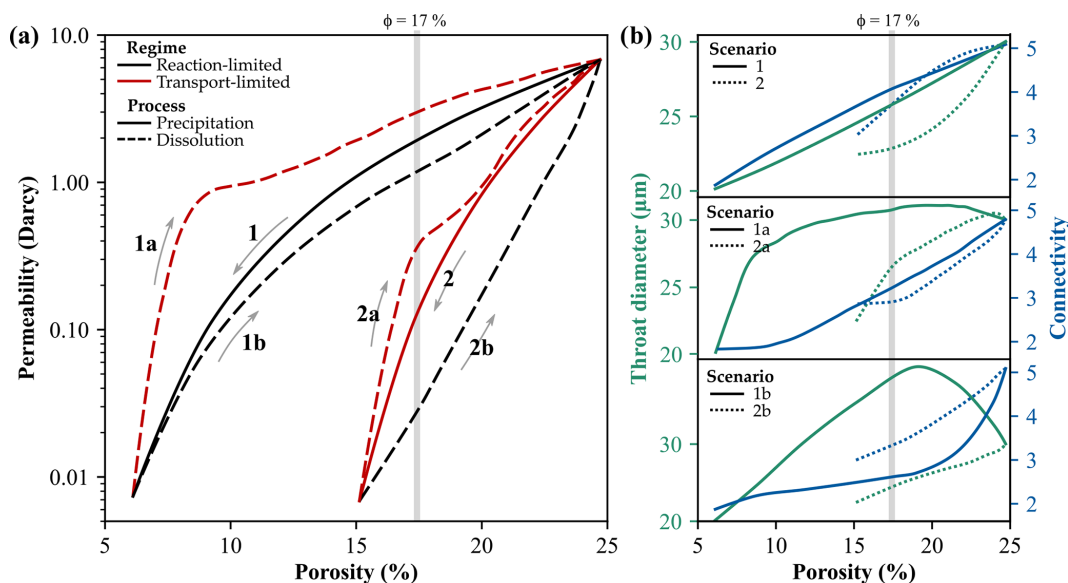 (a)
ϕ = 17 %
Regime
Reaction-limited
Transport-limited
Process
Precipitation
Dissolution
10.0
1.00
0.10
0.01
Permeability (Darcy)
1a
1
1b
2a
2
2b
5
10
15
20
25
Porosity (%)
(b)
ϕ = 17 %
Scenario
1
2
30
25
20
5
4
3
2
Scenario
1a
2a
30
25
20
5
4
3
2
Scenario
1b
2b
30
20
5
4
3
2
Throat diameter (μm)
Connectivity
5
10
15
20
25
Porosity (%)